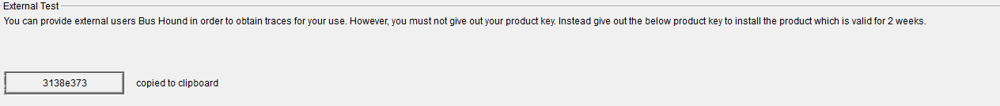 External Test
You can provide external users Bus Hound in order to obtain traces for your use. However, you must not give out your product key. Instead give out the below product key to install the product which is valid for 2 weeks.
3138e373 copied to clipboard